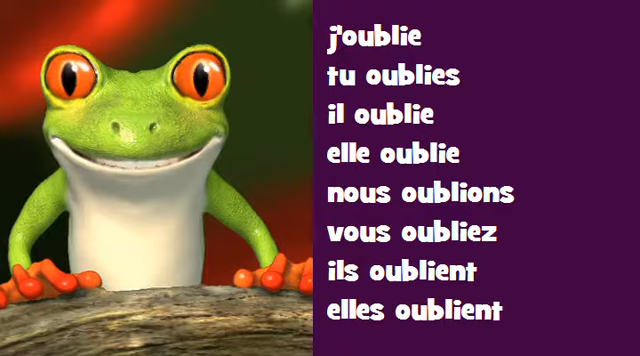 j'oublie
tu oublies
il oublie
elle oublie
nous oublions
vous oubliez
ils oublient
elles oublient